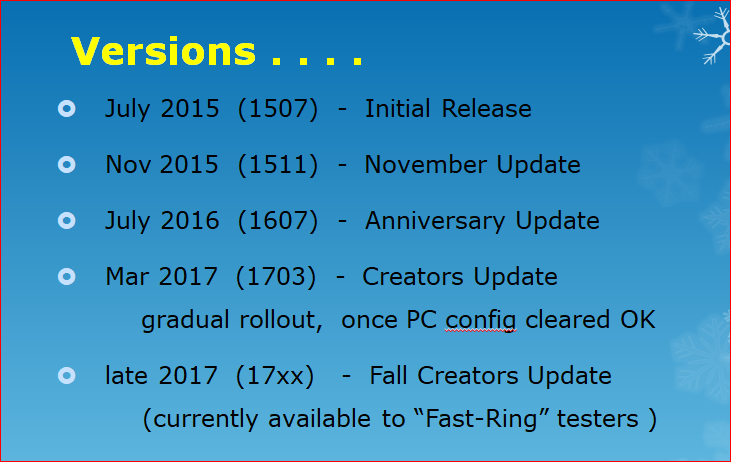 Versions . . . .
July 2015 (1507) - Initial Release
Nov 2015 (1511) - November Update
July 2016 (1607) - Anniversary Update
Mar 2017 (1703) - Creators Update
gradual rollout, once PC config cleared OK
late 2017 (17xx) - Fall Creators Update
(currently available to “Fast-Ring” testers )